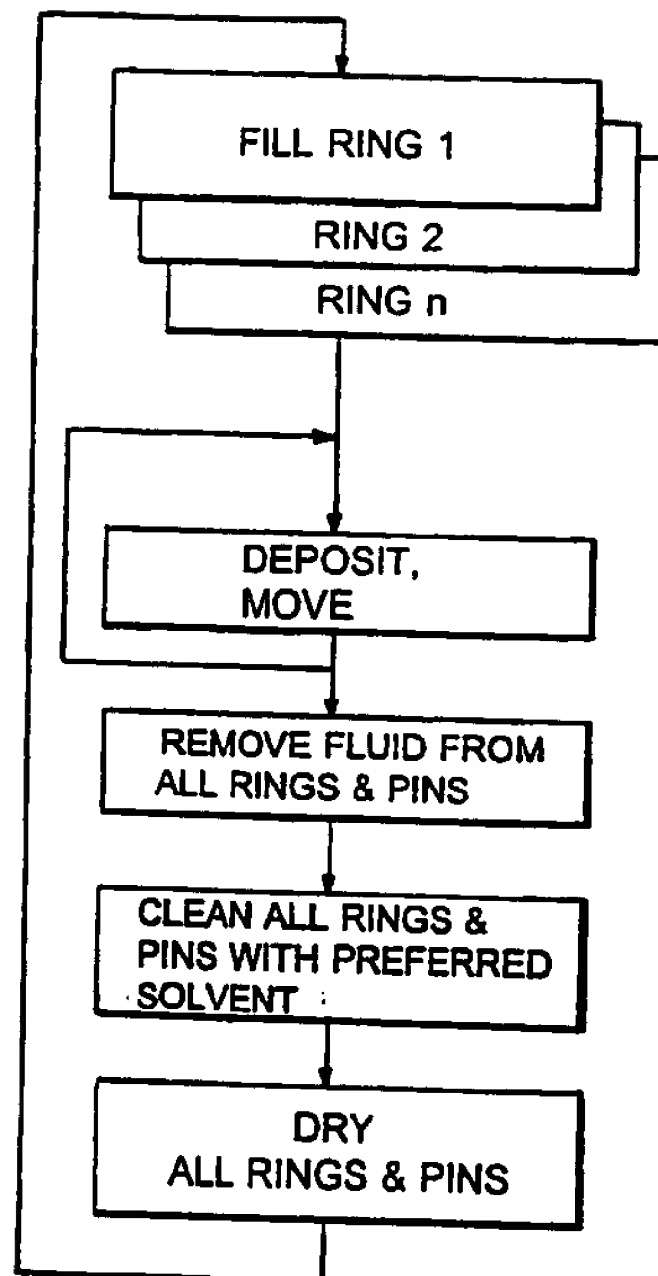 FILL RING 1
RING 2
RING n
DEPOSIT,
MOVE
REMOVE FLUID FROM
ALL RINGS & PINS
CLEAN ALL RINGS &
PINS WITH PREFERRED
SOLVENT
DRY
ALL RINGS & PINS